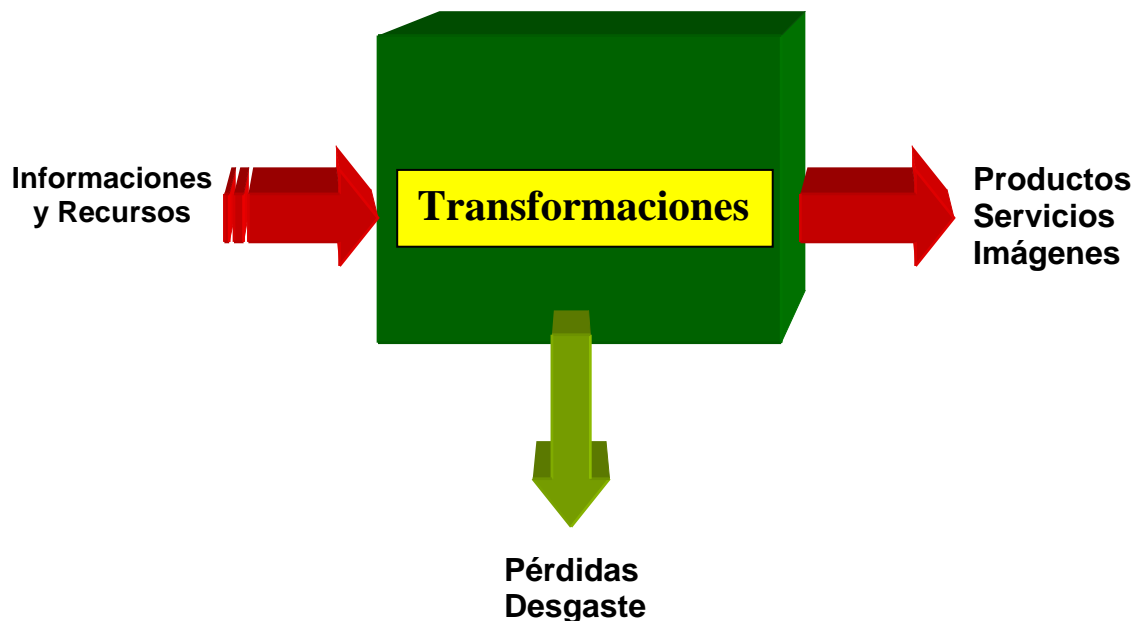 Informaciones
y Recursos
Transformaciones
Productos
Servicios
Imágenes
Pérdidas
Desgaste